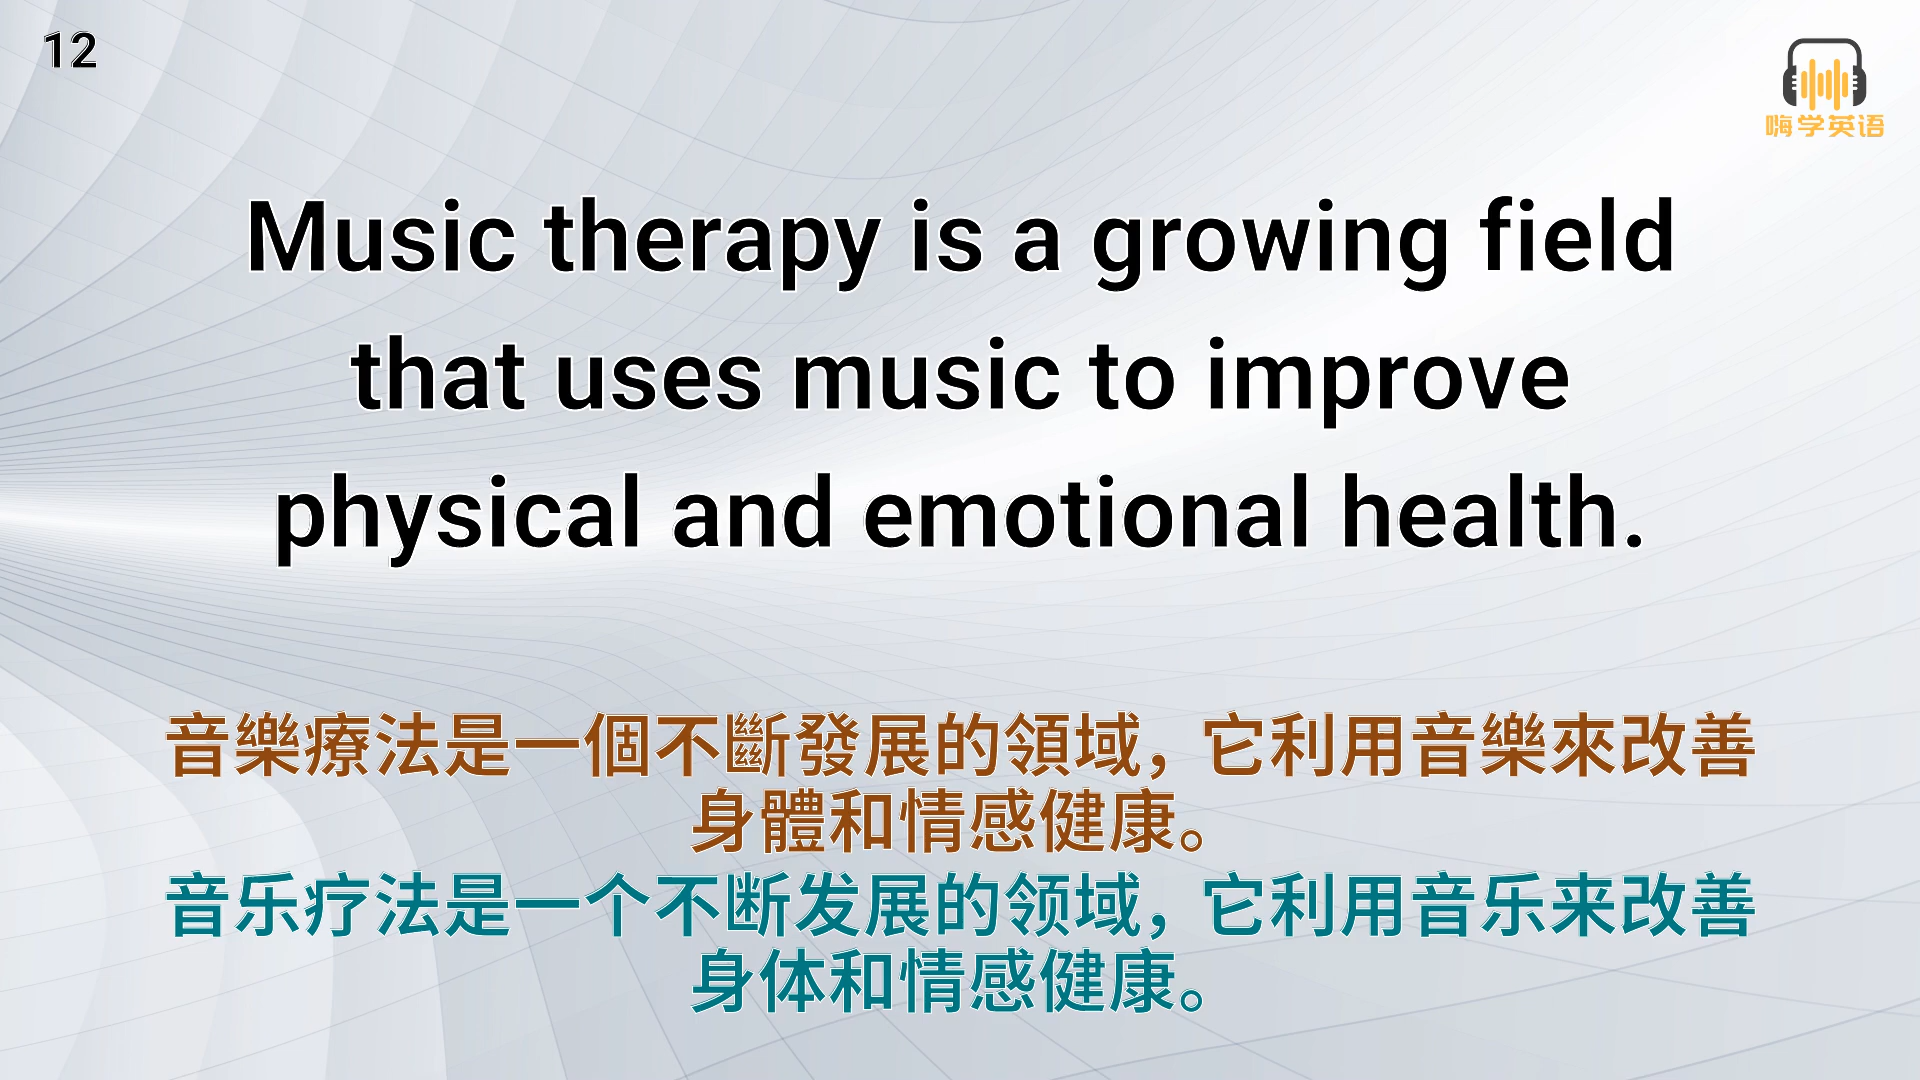 12
嗨学英语
Music therapy is a growing field
that uses music to improve
physical and emotional health.
音樂療法是一個不斷發展的領域，它利用音樂來改善
身體和情感健康。
音乐疗法是一个不断发展的领域，它利用音乐来改善
身体和情感健康。